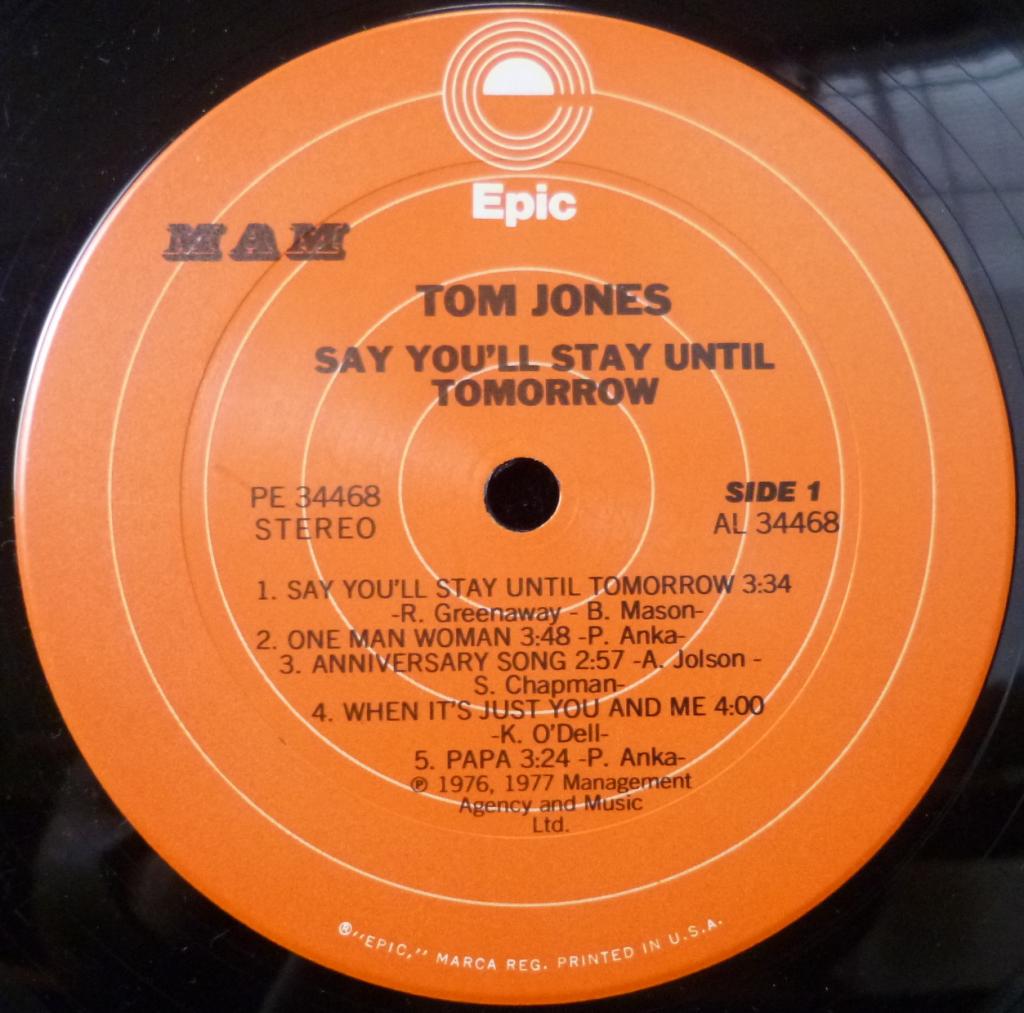 Epic
MAM
TOM JONES
SAY YOU'LL STAY UNTIL
TOMORROW
PE 34468
STEREO
SIDE 1
AL 34468
1. SAY YOU'LL STAY UNTIL TOMORROW 3:34
-R. Greenaway - B. Mason-
2. ONE MAN WOMAN 3:48 -P. Anka-
3. ANNIVERSARY SONG 2:57 -A. Jolson -
S. Chapman-
4. WHEN IT'S JUST YOU AND ME 4:00
-K. O'Dell-
5. PAPA 3:24 -P. Anka-
℗ 1976, 1977 Management
Agency and Music
Ltd.
®"EPIC," MARCA REG. PRINTED IN U.S.A.